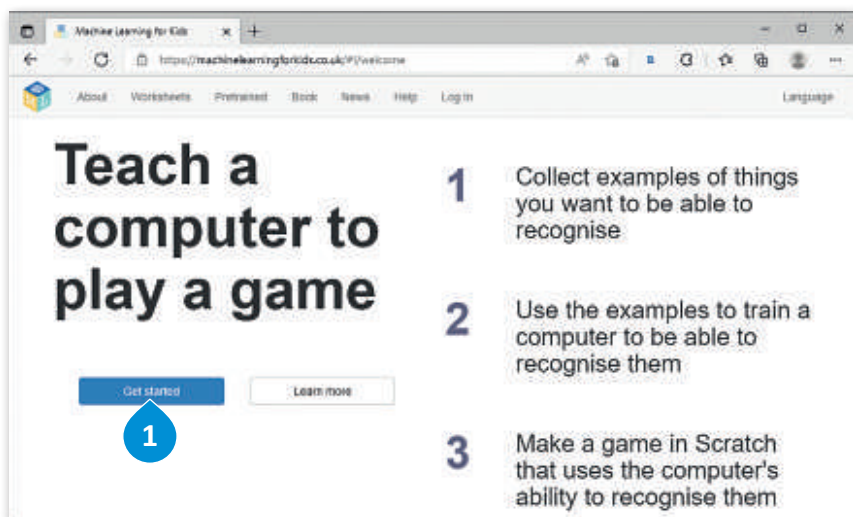 Machine Learning for Kids
https://machinelearningforkids.co.uk/#!/welcome
About Worksheets Pretrained Book News Help Log In Language
Teach a
computer to
play a game
Get started
Learn more
1
1
Collect examples of things
you want to be able to
recognise
2
Use the examples to train a
computer to be able to
recognise them
3
Make a game in Scratch
that uses the computer's
ability to recognise them